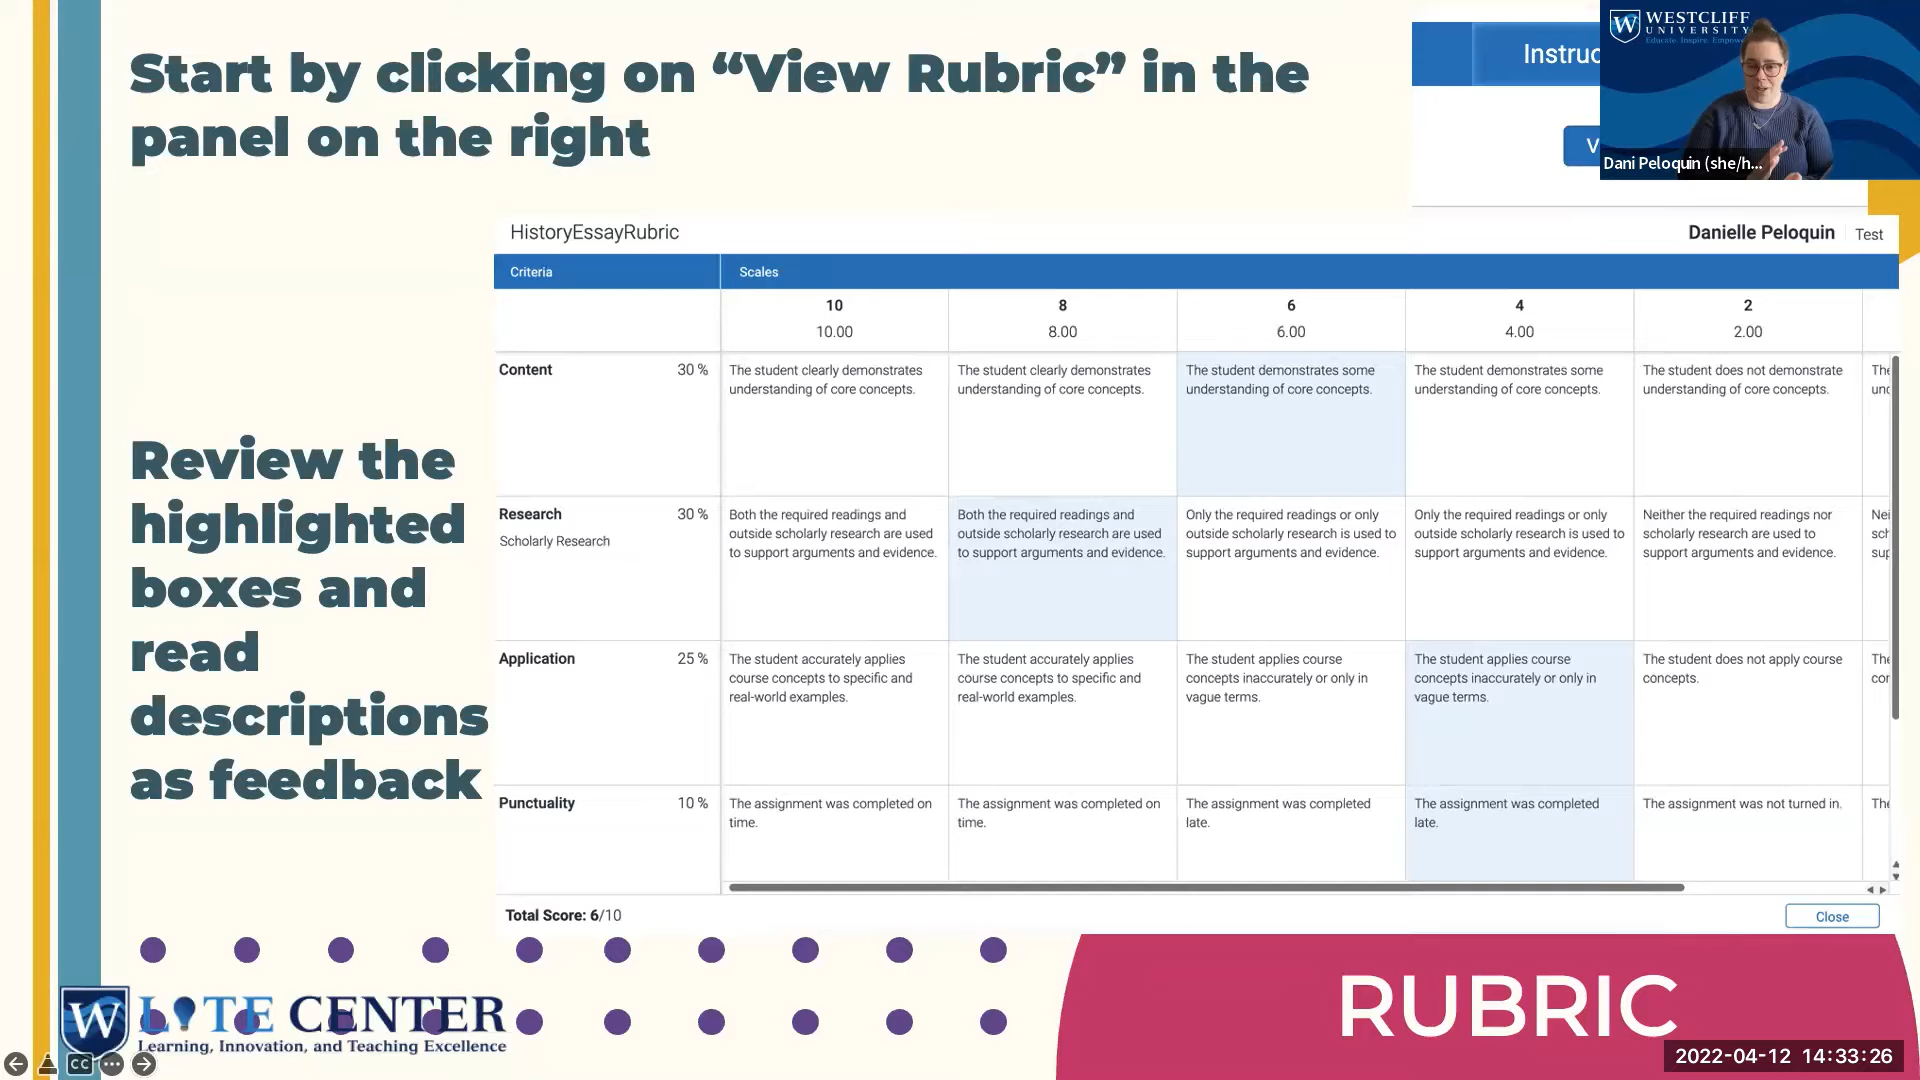 Start by clicking on “View Rubric” in the
panel on the right
Instruc
V
WESTCLIFF
UNIVERSITY
Educate. Inspire. Empower.
Dani Peloquin (she/h...
HistoryEssayRubric
Danielle Peloquin
Test
Criteria
Scales
10
8
6
4
2
10.00
8.00
6.00
4.00
2.00
Content
30 %
The student clearly demonstrates
understanding of core concepts.
The student clearly demonstrates
understanding of core concepts.
The student demonstrates some
understanding of core concepts.
The student demonstrates some
understanding of core concepts.
The student does not demonstrate
understanding of core concepts.
The
unc
Research
30 %
Scholarly Research
Both the required readings and
outside scholarly research are used
to support arguments and evidence.
Both the required readings and
outside scholarly research are used
to support arguments and evidence.
Only the required readings or only
outside scholarly research is used to
support arguments and evidence.
Only the required readings or only
outside scholarly research is used to
support arguments and evidence.
Neither the required readings nor
scholarly research are used to
support arguments and evidence.
Nei
sch
sup
Application
25 %
The student accurately applies
course concepts to specific and
real-world examples.
The student accurately applies
course concepts to specific and
real-world examples.
The student applies course
concepts inaccurately or only in
vague terms.
The student applies course
concepts inaccurately or only in
vague terms.
The student does not apply course
concepts.
The
con
Punctuality
10 %
The assignment was completed on
time.
The assignment was completed on
time.
The assignment was completed
late.
The assignment was completed
late.
The assignment was not turned in.
The
Total Score: 6/10
Close
Review the
highlighted
boxes and
read
descriptions
as feedback
W LITE CENTER
Learning, Innovation, and Teaching Excellence
CC
RUBRIC
2022-04-12 14:33:26